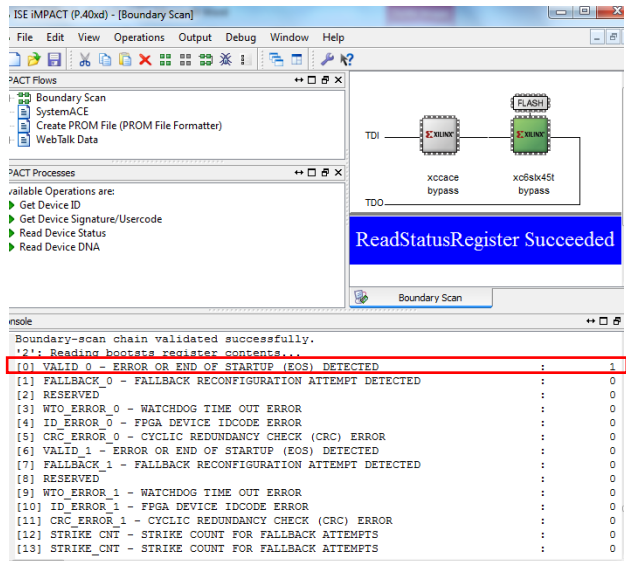 ISE iMPACT (P.40xd) - [Boundary Scan]
File Edit View Operations Output Debug Window Help
PACT Flows
Boundary Scan
SystemACE
Create PROM File (PROM File Formatter)
WebTalk Data
PACT Processes
vailable Operations are:
Get Device ID
Get Device Signature/Usercode
Read Device Status
Read Device DNA
FLASH
TDI
XILINX
XILINX
xccace
bypass
xc6slx45t
bypass
TDO
ReadStatusRegister Succeeded
Boundary Scan
nsole
Boundary-scan chain validated successfully.
'2': Reading bootsts register contents...
[0] VALID_0 - ERROR OR END OF STARTUP (EOS) DETECTED : 1
[1] FALLBACK_0 - FALLBACK RECONFIGURATION ATTEMPT DETECTED : 0
[2] RESERVED : 0
[3] WTO_ERROR_0 - WATCHDOG TIME OUT ERROR : 0
[4] ID_ERROR_0 - FPGA DEVICE IDCODE ERROR : 0
[5] CRC_ERROR_0 - CYCLIC REDUNDANCY CHECK (CRC) ERROR : 0
[6] VALID_1 - ERROR OR END OF STARTUP (EOS) DETECTED : 0
[7] FALLBACK_1 - FALLBACK RECONFIGURATION ATTEMPT DETECTED : 0
[8] RESERVED : 0
[9] WTO_ERROR_1 - WATCHDOG TIME OUT ERROR : 0
[10] ID_ERROR_1 - FPGA DEVICE IDCODE ERROR : 0
[11] CRC_ERROR_1 - CYCLIC REDUNDANCY CHECK (CRC) ERROR : 0
[12] STRIKE CNT - STRIKE COUNT FOR FALLBACK ATTEMPTS : 0
[13] STRIKE_CNT - STRIKE COUNT FOR FALLBACK ATTEMPTS : 0